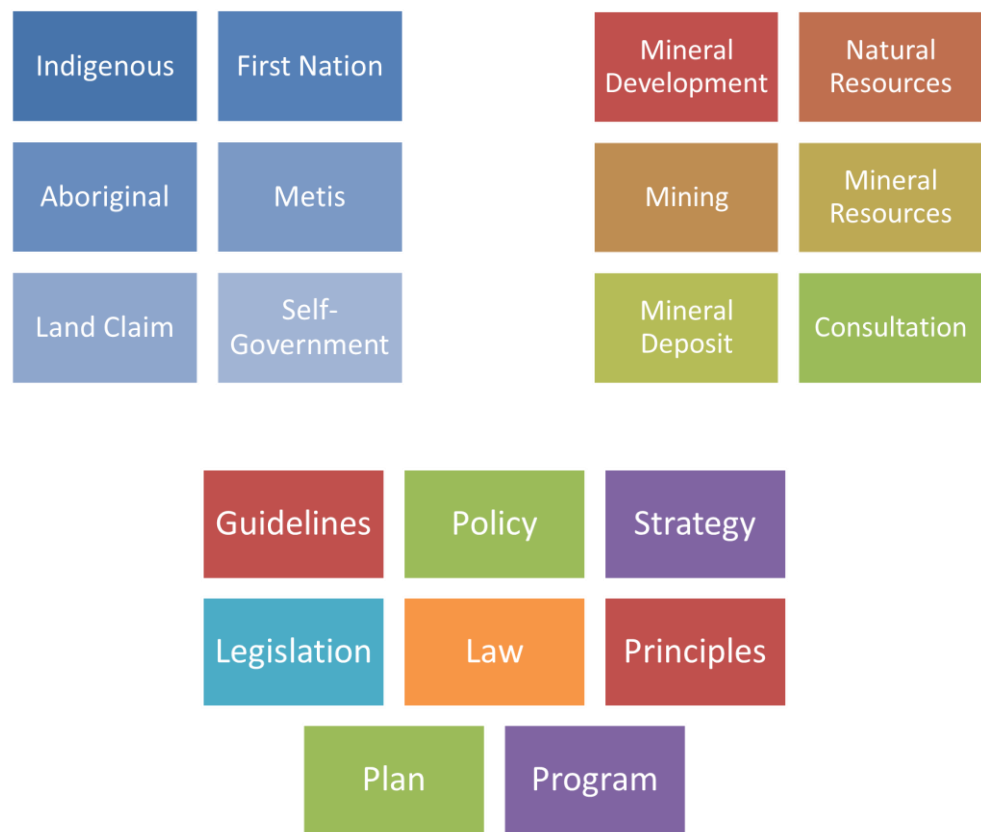 Indigenous
First Nation
Aboriginal
Metis
Land Claim
Self-
Government
Mineral
Development
Natural
Resources
Mining
Mineral
Resources
Mineral
Deposit
Consultation
Guidelines
Policy
Strategy
Legislation
Law
Principles
Plan
Program